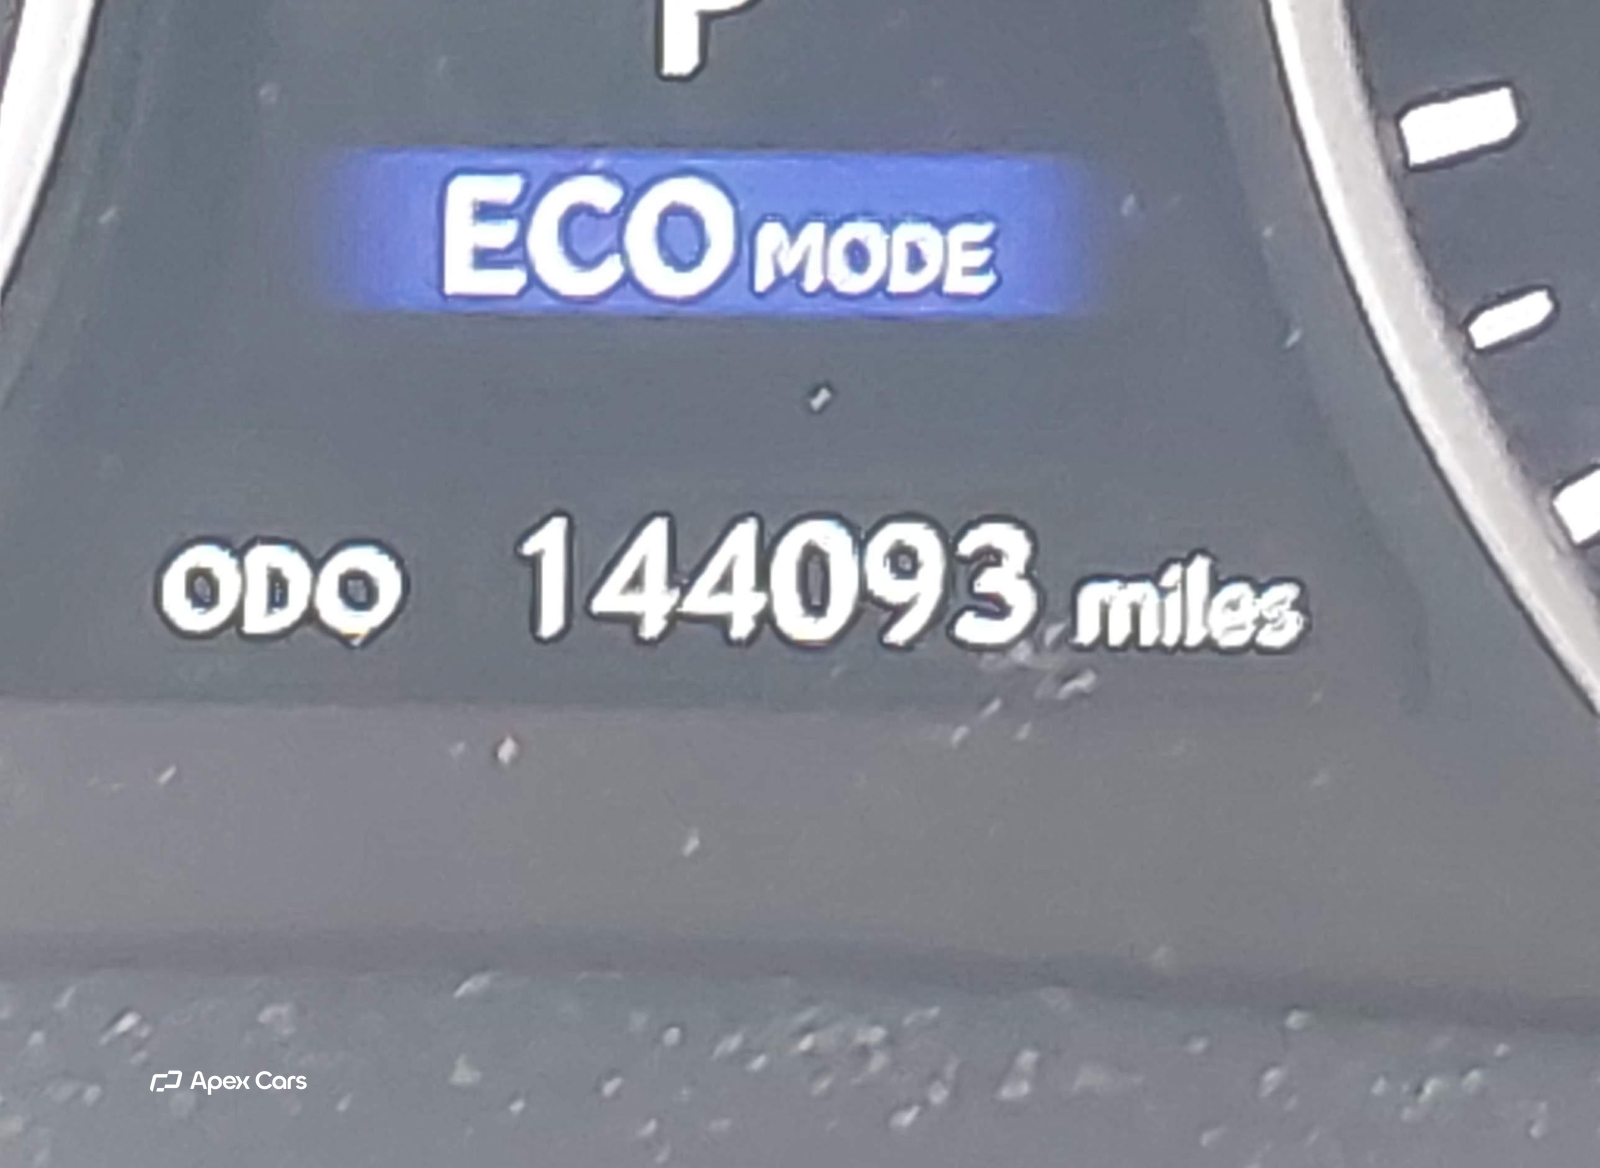 P
ECO MODE
ODO 144093 miles
Apex Cars